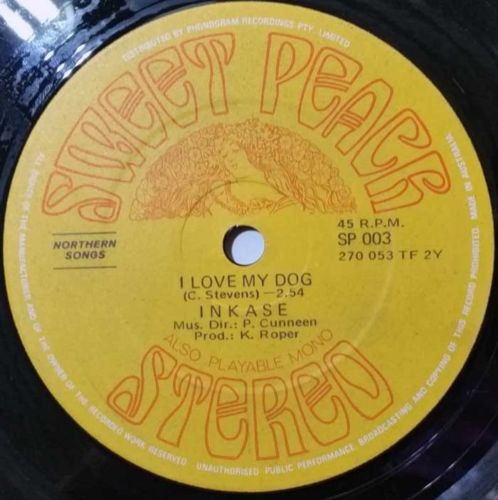 DISTRIBUTED BY PHONOGRAM RECORDINGS PTY. LIMITED
SWEET PEACH
NORTHERN
SONGS
45 R.P.M.
SP 003
270 053 TF 2Y
I LOVE MY DOG
(C. Stevens)—2.54
INKASE
Mus. Dir.: P. Cunneen
Prod.: K. Roper
ALSO PLAYABLE MONO
STEREO
ALL RIGHTS OF THE MANUFACTURER AND OF THE OWNER OF THE RECORDED WORK RESERVED UNAUTHORISED PUBLIC PERFORMANCE BROADCASTING AND COPYING OF THIS RECORD PROHIBITED MADE IN AUSTRALIA